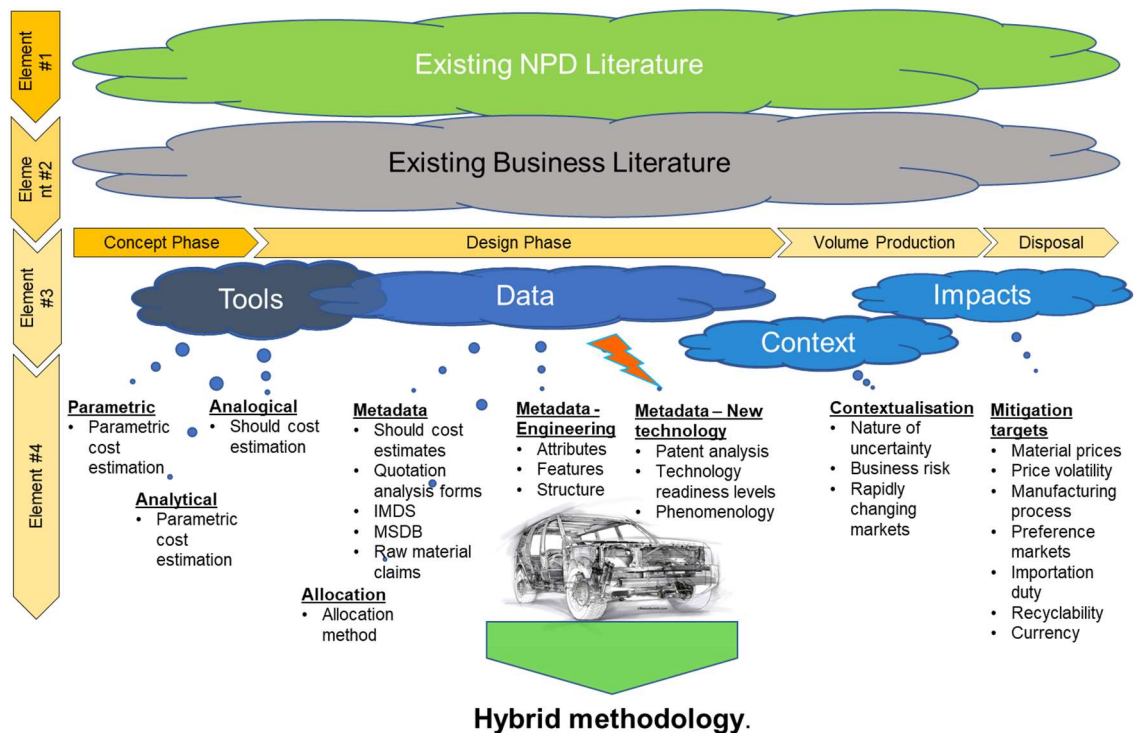 Element
#1
Existing NPD Literature
Eleme
nt #2
Existing Business Literature
Element
#3
Concept Phase
Design Phase
Volume Production
Disposal
Tools
Data
Context
Impacts
Element #4
Parametric
• Parametric
cost
estimation
Analogical
• Should cost
estimation
Analytical
• Parametric
cost
estimation
Metadata
• Should cost
estimates
• Quotation
analysis forms
• IMDS
• MSDB
• Raw material
claims
Allocation
• Allocation
method
Metadata -
Engineering
• Attributes
• Features
• Structure
Metadata – New
technology
• Patent analysis
• Technology
readiness levels
• Phenomenology
Contextualisation
• Nature of
uncertainty
• Business risk
• Rapidly
changing
markets
Mitigation
targets
• Material prices
• Price volatility
• Manufacturing
process
• Preference
markets
• Importation
duty
• Recyclability
• Currency
Hybrid methodology.